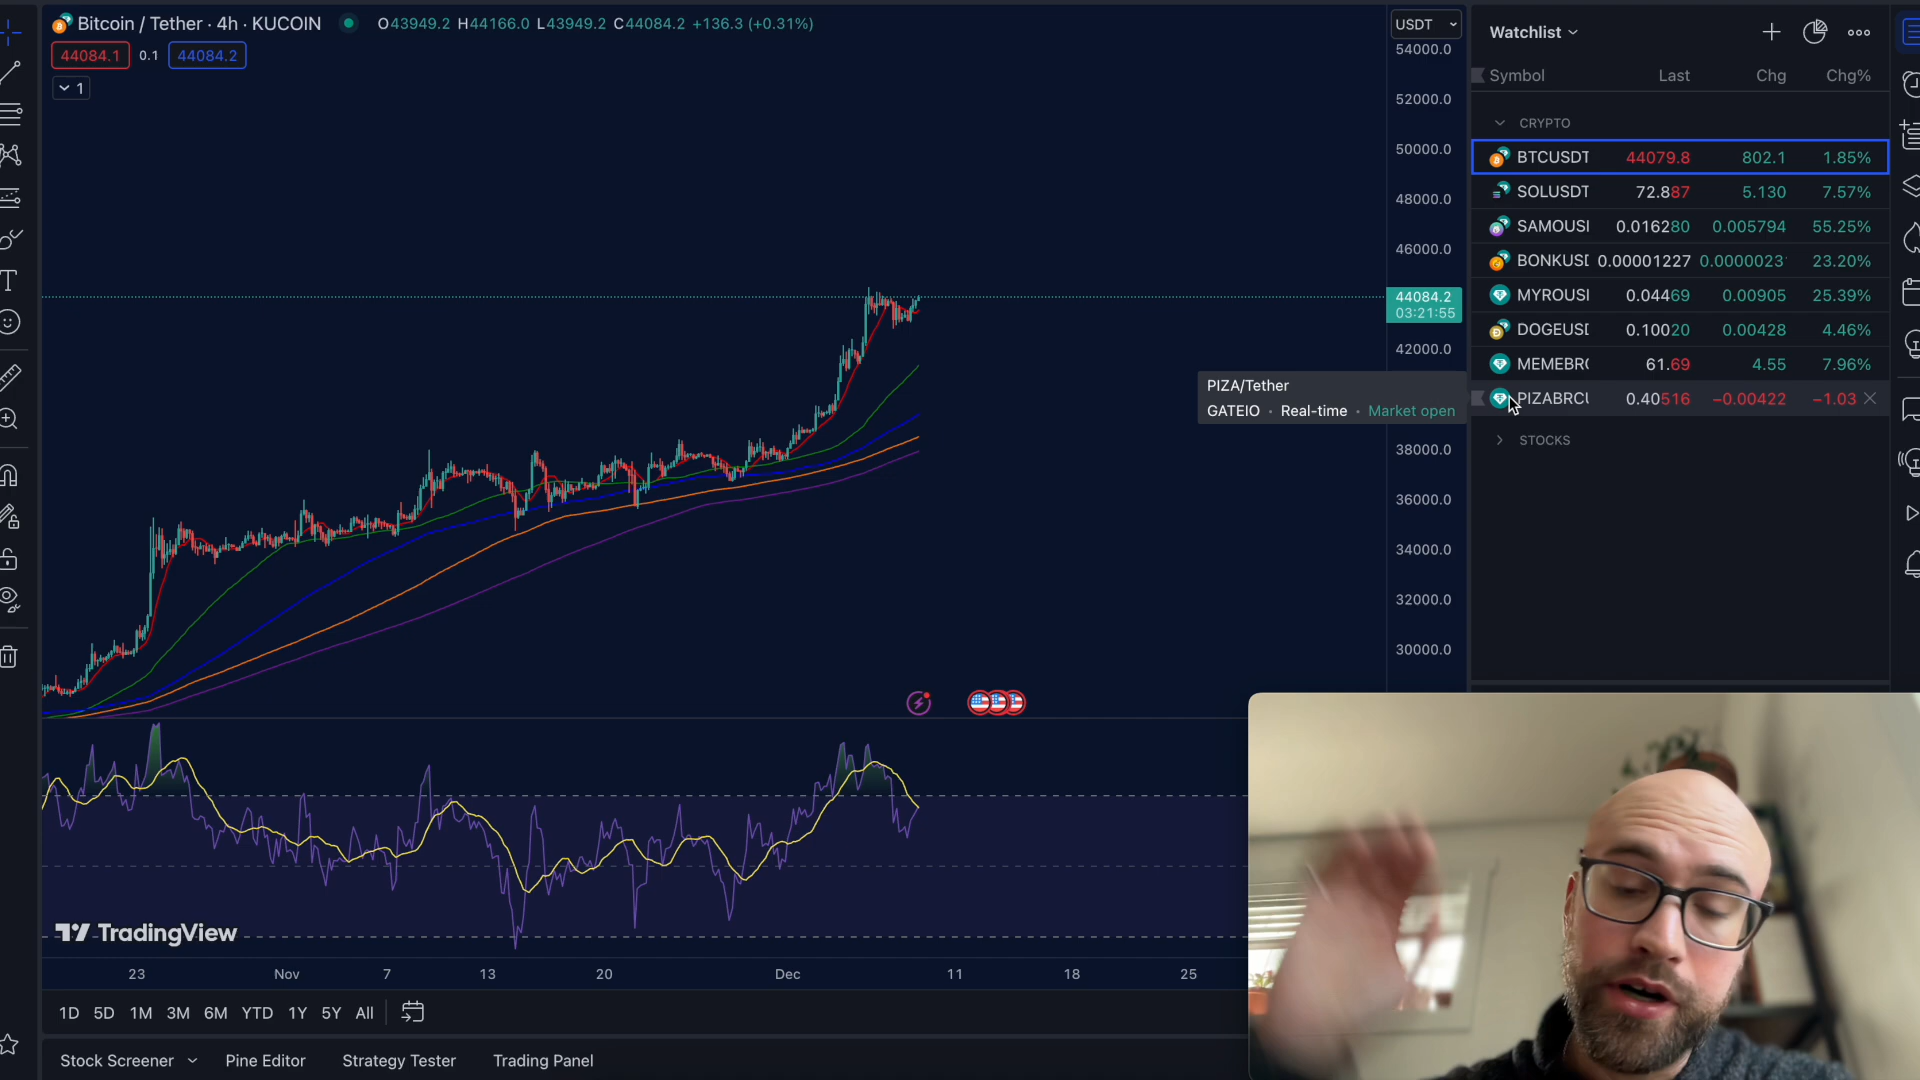 Bitcoin / Tether · 4h · KUCOIN O43949.2 H44166.0 L43949.2 C44084.2 +136.3 (+0.31%)
44084.1 0.1 44084.2
1
USDT
54000.0
52000.0
50000.0
48000.0
46000.0
44084.2
03:21:55
42000.0
38000.0
36000.0
34000.0
32000.0
30000.0
PIZA/Tether
GATEIO · Real-time · Market open
Watchlist
Symbol Last Chg Chg%
CRYPTO
BTCUSDT 44079.8 802.1 1.85%
SOLUSDT 72.887 5.130 7.57%
SAMOUSI 0.016280 0.005794 55.25%
BONKUSD 0.00001227 0.0000023 23.20%
MYROUSI 0.04469 0.00905 25.39%
DOGEUSD 0.10020 0.00428 4.46%
MEMEBRC 61.69 4.55 7.96%
PIZABRCU 0.40516 −0.00422 −1.03
STOCKS
TradingView
23 Nov 7 13 20 Dec 11 18 25
1D 5D 1M 3M 6M YTD 1Y 5Y All
Stock Screener Pine Editor Strategy Tester Trading Panel